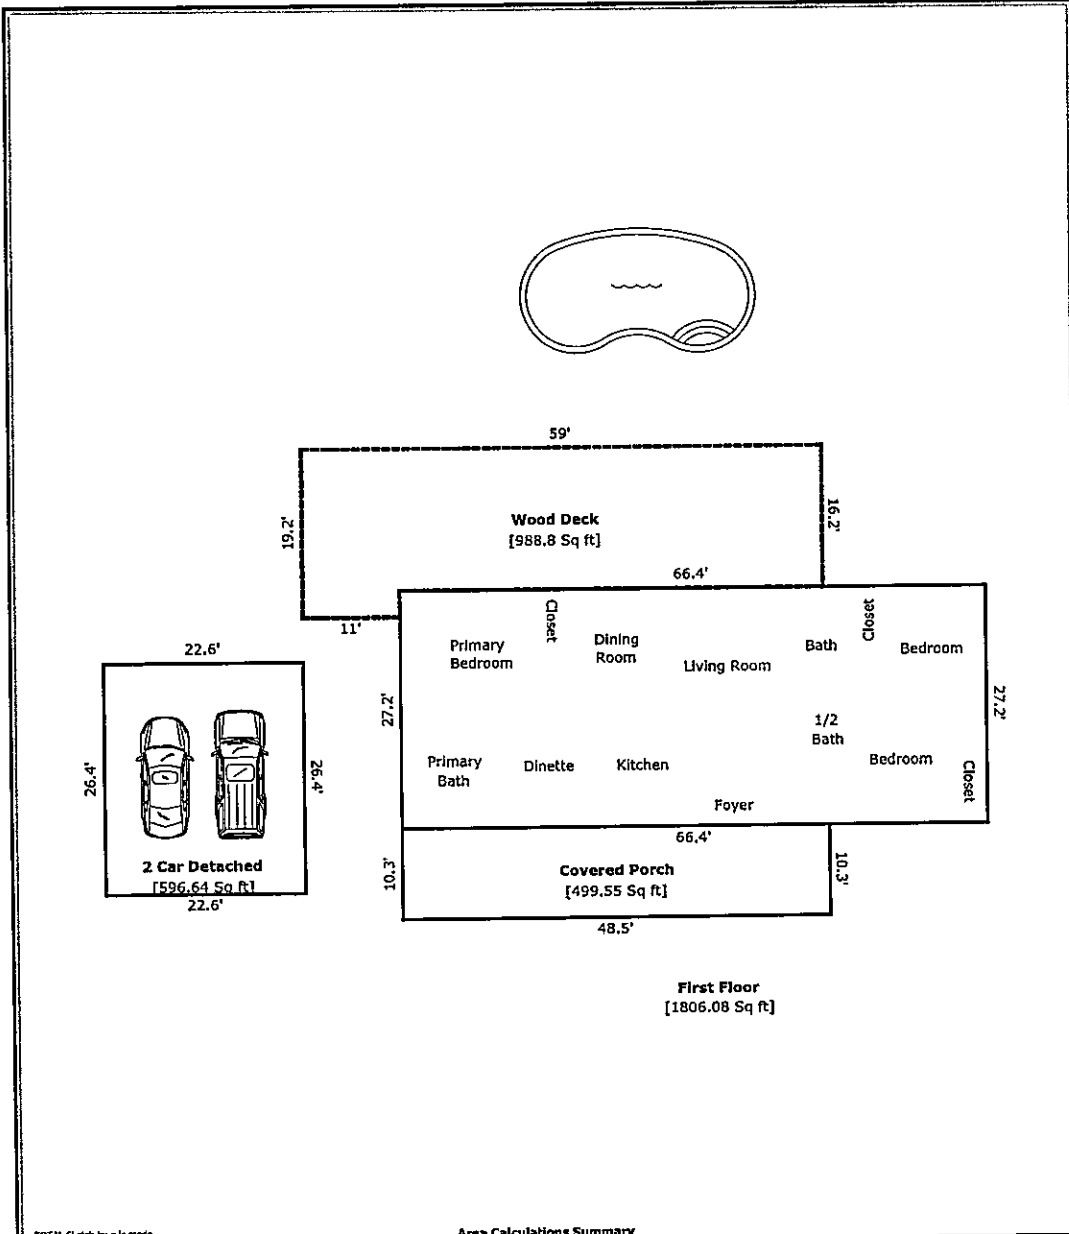 59'
19.2'
16.2'
Wood Deck
[988.8 Sq ft]
66.4'
11'
Closet
Closet
Primary
Bedroom
Dining
Room
Living Room
Bath
Bedroom
22.6'
27.2'
27.2'
1/2
Bath
Primary
Bath
Dinette
Kitchen
Bedroom
Closet
Foyer
26.4'
26.4'
2 Car Detached
[596.64 Sq ft]
22.6'
66.4'
10.3'
10.3'
Covered Porch
[499.55 Sq ft]
48.5'
First Floor
[1806.08 Sq ft]
Area Calculations Summary